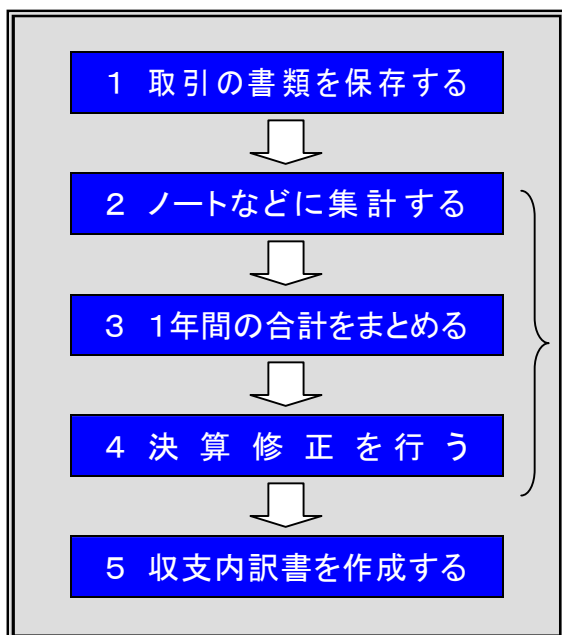 1 取引の書類を保存する
2 ノートなどに集計する
3 1年間の合計をまとめる
4 決算修正を行う
5 収支内訳書を作成する